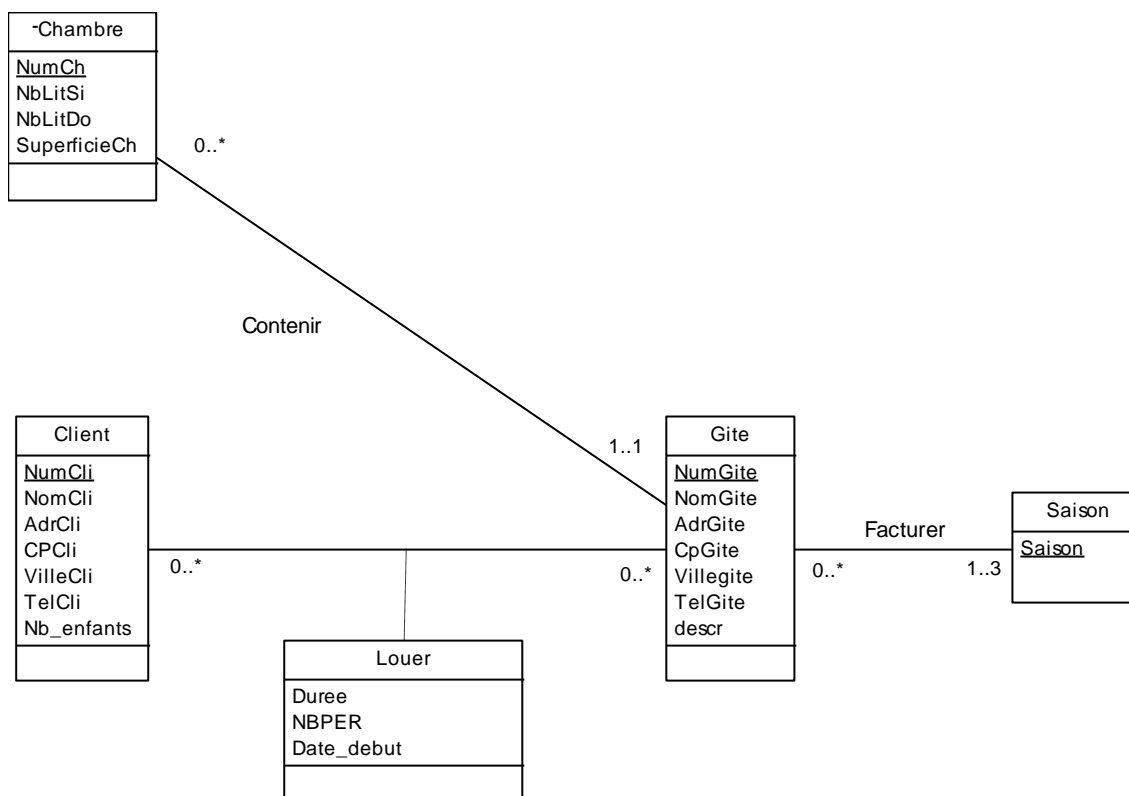 -Chambre
NumCh
NbLitSi
NbLitDo
SuperficieCh
0..*
Contenir
1..1
Client
NumCli
NomCli
AdrCli
CPCli
VilleCli
TelCli
Nb_enfants
0..*
0..*
Gite
NumGite
NomGite
AdrGite
CpGite
Villegite
TelGite
descr
Facturer
0..*
1..3
Saison
Saison
Louer
Duree
NBPER
Date_debut